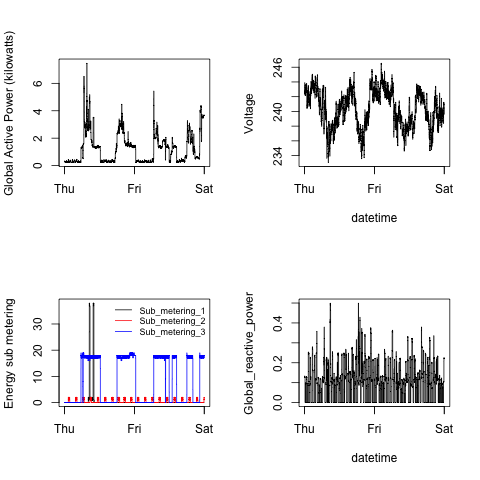 Global Active Power (kilowatts)
6
4
2
0
Thu Fri Sat
Voltage
246
240
234
Thu Fri Sat
datetime
Energy sub metering
30
20
10
0
Sub_metering_1
Sub_metering_2
Sub_metering_3
Thu Fri Sat
Global_reactive_power
0.4
0.2
0.0
Thu Fri Sat
datetime